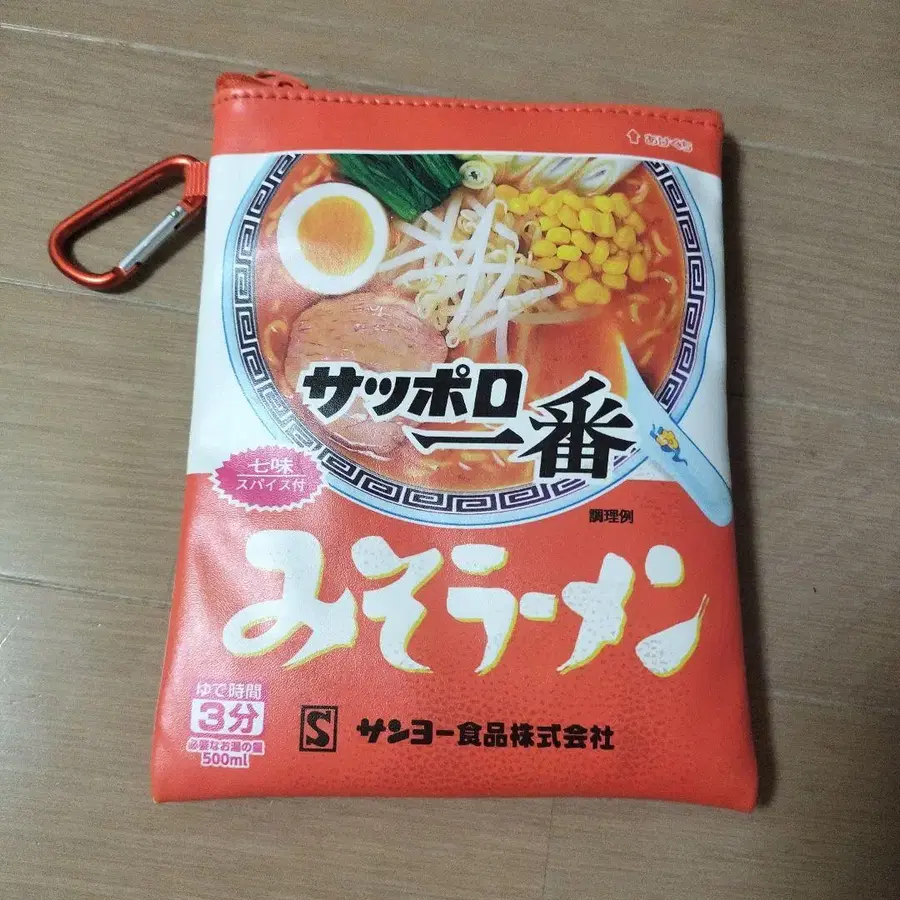 あけくち
サッポロ
一番
七味
スパイス付
調理例
みそラーメン
ゆで時間
3分
必要なお湯の量
500ml
S サンヨー食品株式会社